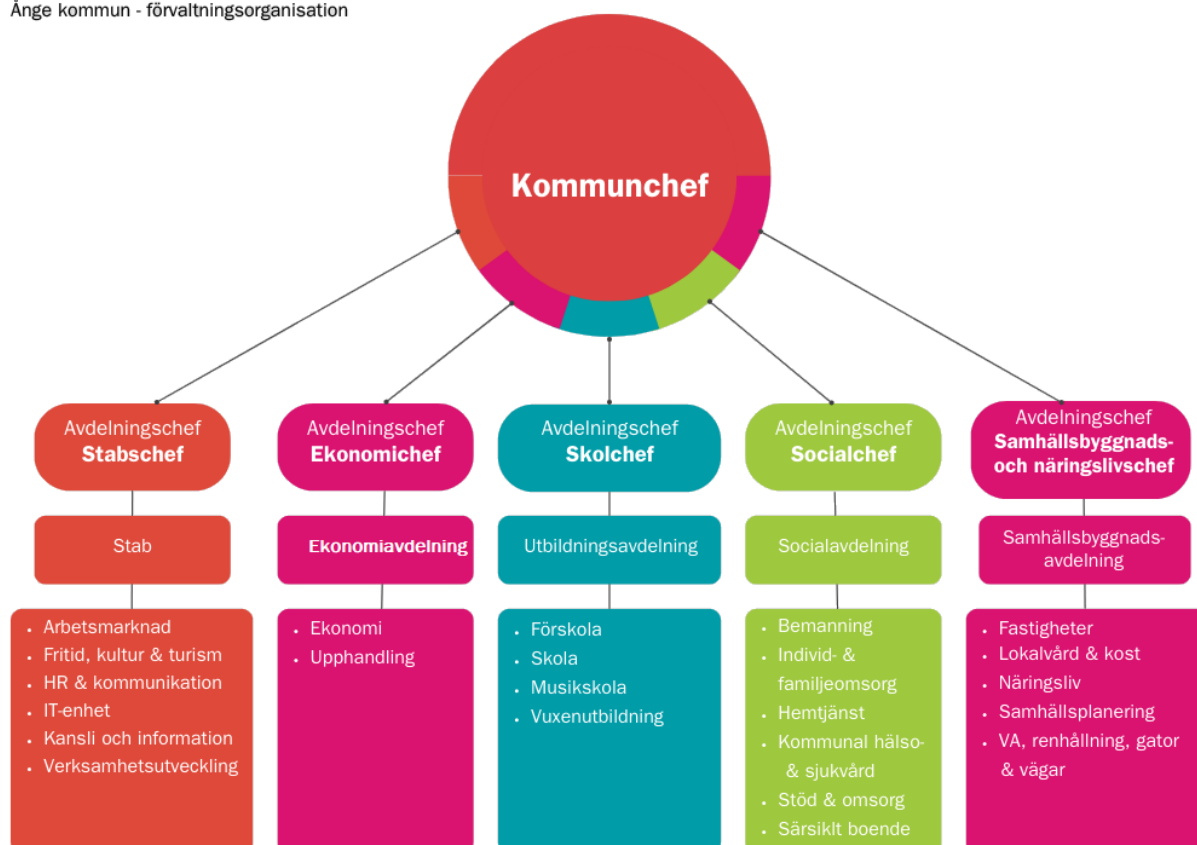 Ånge kommun - förvaltningsorganisation
Kommunchef
Avdelningschef
Stabschef
Avdelningschef
Ekonomichef
Avdelningschef
Skolchef
Avdelningschef
Socialchef
Avdelningschef
Samhällsbyggnads-
och näringslivschef
Stab
Ekonomiavdelning
Utbildningsavdelning
Socialavdelning
Samhällsbyggnads-
avdelning
• Arbetsmarknad
• Fritid, kultur & turism
• HR & kommunikation
• IT-enhet
• Kansli och information
• Verksamhetsutveckling
• Ekonomi
• Upphandling
• Förskola
• Skola
• Musikskola
• Vuxenutbildning
• Bemanning
• Individ- &
familjeomsorg
• Hemtjänst
• Kommunal hälso-
& sjukvård
• Stöd & omsorg
• Särsiklt boende
• Fastigheter
• Lokalvård & kost
• Näringsliv
• Samhällsplanering
• VA, renhållning, gator
& vägar